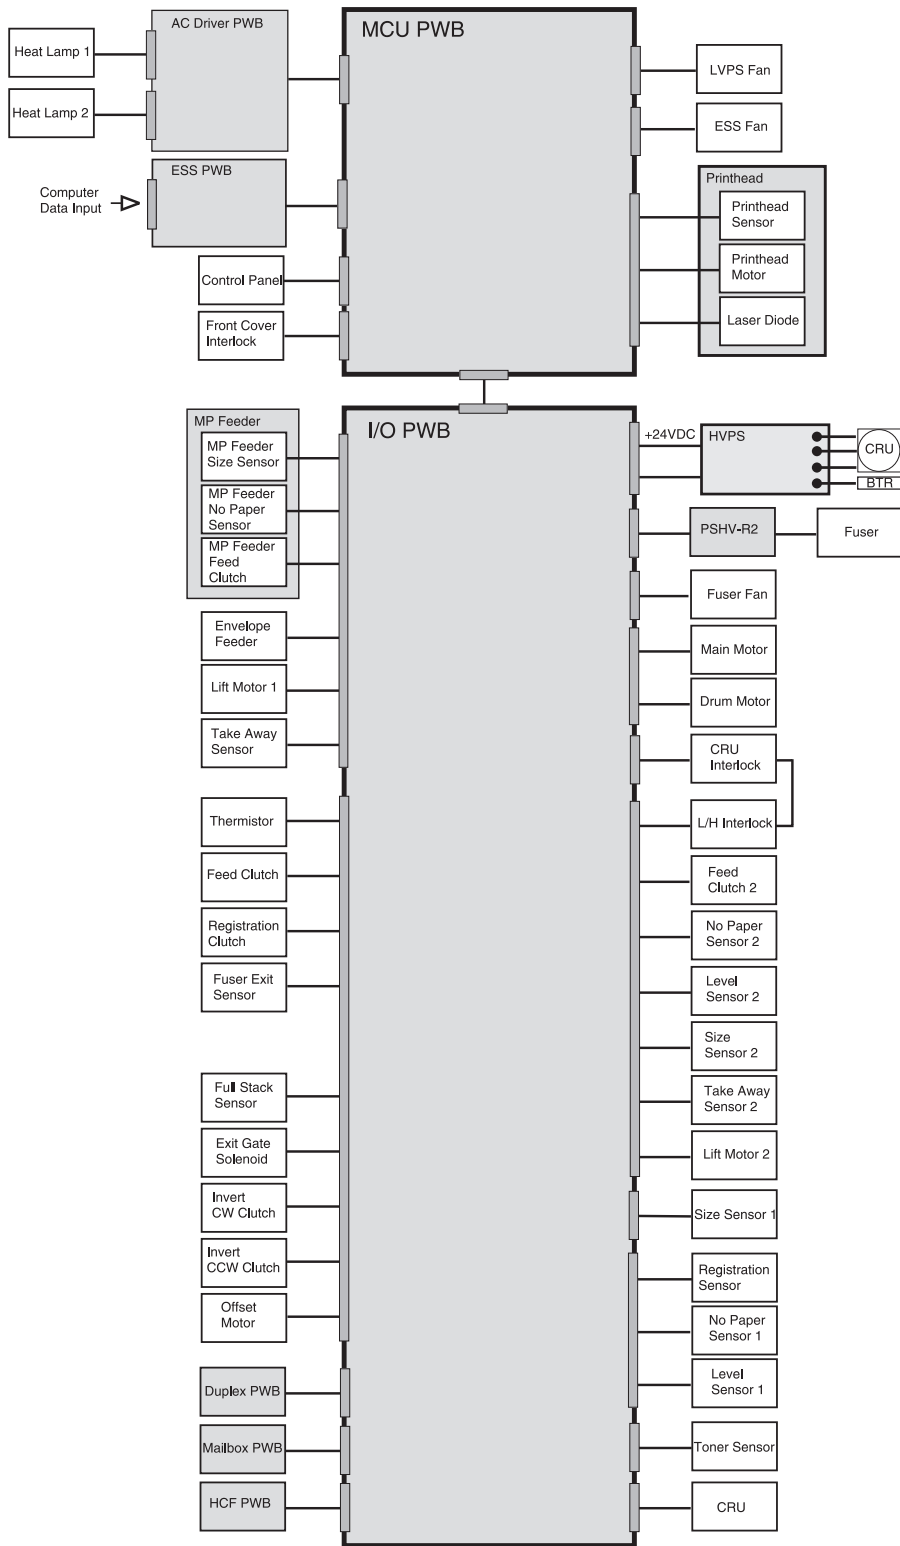 AC Driver PWB
Heat Lamp 1
Heat Lamp 2
ESS PWB
Computer
Data Input
Control Panel
Front Cover
Interlock
MCU PWB
LVPS Fan
ESS Fan
Printhead
Printhead
Sensor
Printhead
Motor
Laser Diode
I/O PWB
MP Feeder
MP Feeder
Size Sensor
MP Feeder
No Paper
Sensor
MP Feeder
Feed
Clutch
Envelope
Feeder
Lift Motor 1
Take Away
Sensor
Thermistor
Feed Clutch
Registration
Clutch
Fuser Exit
Sensor
Full Stack
Sensor
Exit Gate
Solenoid
Invert
CW Clutch
Invert
CCW Clutch
Offset
Motor
Duplex PWB
Mailbox PWB
HCF PWB
+24VDC
HVPS
CRU
BTR
PSHV-R2
Fuser
Fuser Fan
Main Motor
Drum Motor
CRU
Interlock
L/H Interlock
Feed
Clutch 2
No Paper
Sensor 2
Level
Sensor 2
Size
Sensor 2
Take Away
Sensor 2
Lift Motor 2
Size Sensor 1
Registration
Sensor
No Paper
Sensor 1
Level
Sensor 1
Toner Sensor
CRU